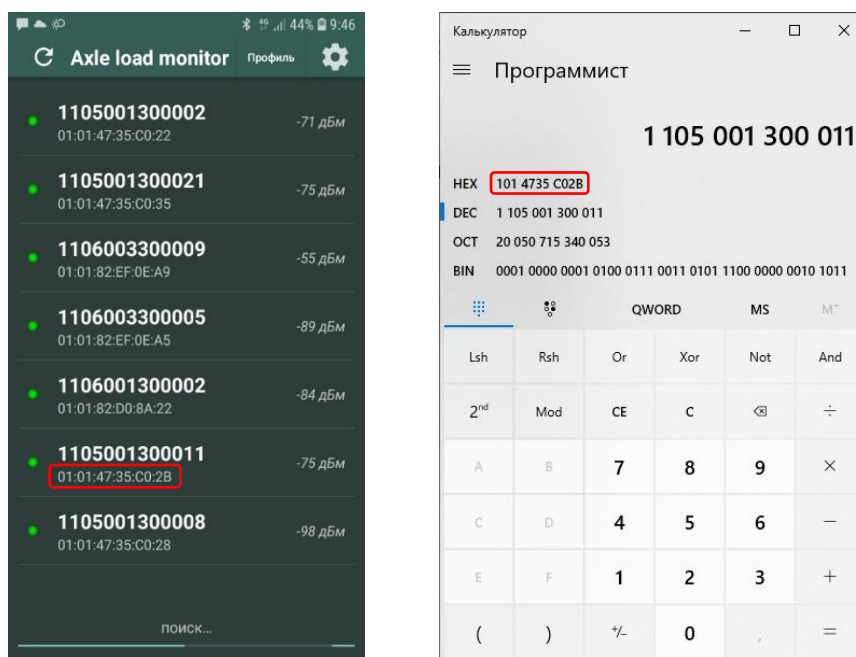 44% 9:46
Axle load monitor Профиль
1105001300002
01:01:47:35:C0:22 -71 дБм
1105001300021
01:01:47:35:C0:35 -75 дБм
1106003300009
01:01:82:EF:0E:A9 -55 дБм
1106003300005
01:01:82:EF:0E:A5 -89 дБм
1106001300002
01:01:82:D0:8A:22 -84 дБм
1105001300011
01:01:47:35:C0:2B -75 дБм
1105001300008
01:01:47:35:C0:28 -98 дБм
поиск...
Калькулятор
Программист
1 105 001 300 011
HEX 101 4735 C02B
DEC 1 105 001 300 011
OCT 20 050 715 340 053
BIN 0001 0000 0001 0100 0111 0011 0101 1100 0000 0010 1011
QWORD MS M
Lsh Rsh Or Xor Not And
2nd Mod CE C ÷
A B 7 8 9 ×
C D 4 5 6 −
E F 1 2 3 +
( ) +/- 0 , =